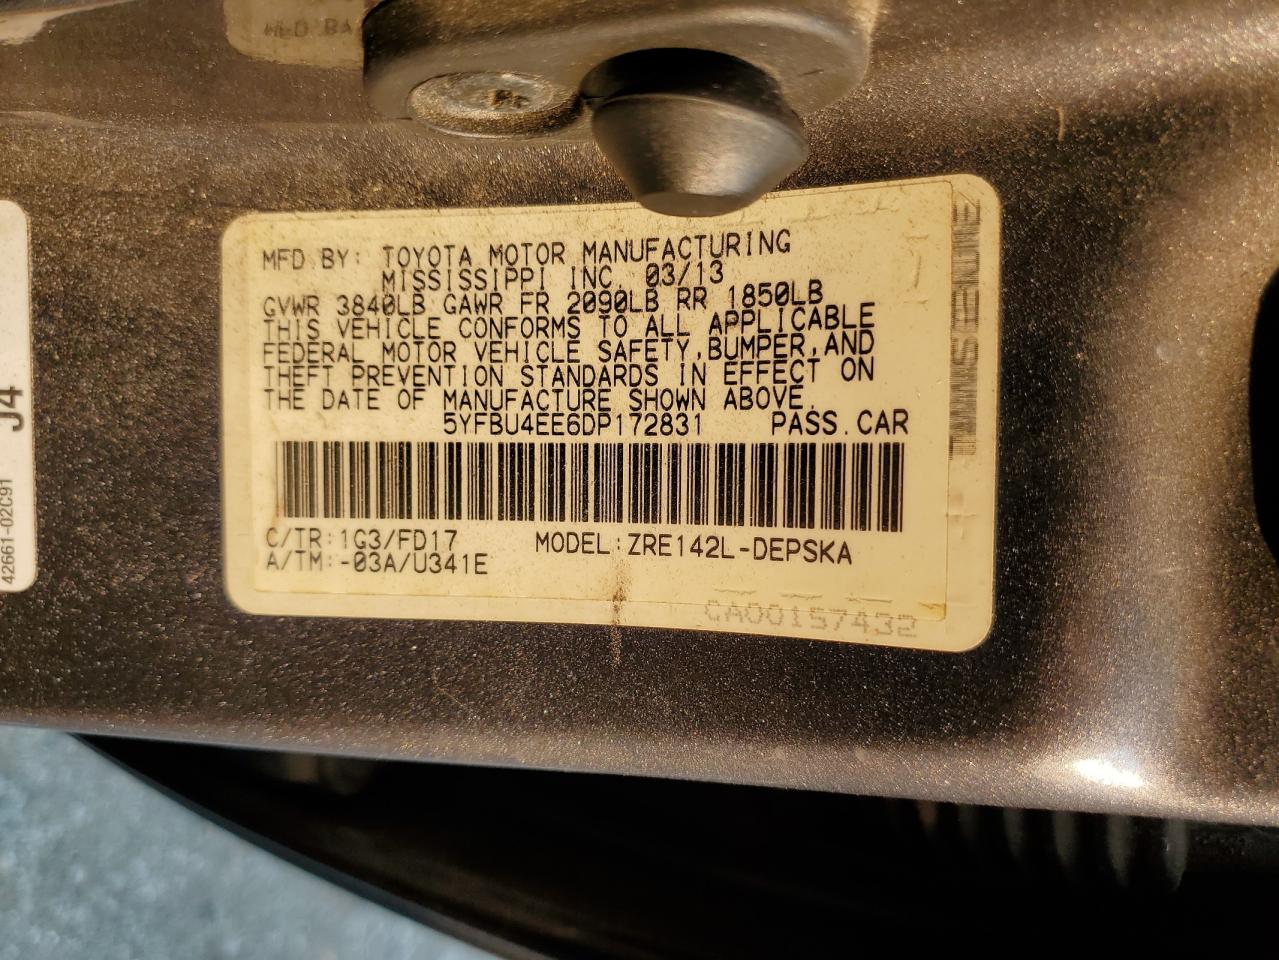 MFD.BY: TOYOTA MOTOR MANUFACTURING
MISSISSIPPI INC. 03/13
GVWR 3840LB GAWR FR 2090LB RR 1850LB
THIS VEHICLE CONFORMS TO ALL APPLICABLE
FEDERAL MOTOR VEHICLE SAFETY,BUMPER,AND
THEFT PREVENTION STANDARDS IN EFFECT ON
THE DATE OF MANUFACTURE SHOWN ABOVE.
5YFBU4EE6DP172831 PASS.CAR
C/TR:1G3/FD17 MODEL:ZRE142L-DEPSKA
A/TM:-03A/U341E
CA00157432
J4
42661-02C91